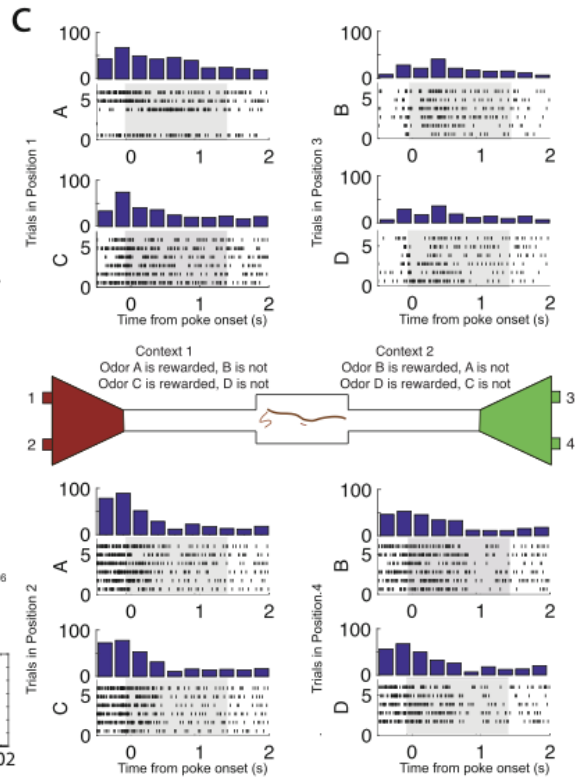 C
100
0
A
5
0
0 1 2
100
0
B
5
0
0 1 2
Trials in Position 1
Trials in Position 3
100
0
C
5
0
0 1 2
Time from poke onset (s)
100
0
D
5
0
0 1 2
Time from poke onset (s)
Context 1
Odor A is rewarded, B is not
Odor C is rewarded, D is not
Context 2
Odor B is rewarded, A is not
Odor D is rewarded, C is not
1
2
3
4
100
0
A
5
0
0 1 2
100
0
B
5
0
0 1 2
Trials in Position 2
Trials in Position.4
100
0
C
5
0
0 1 2
Time from poke onset (s)
100
0
D
5
0
0 1 2
Time from poke onset (s)
6
02